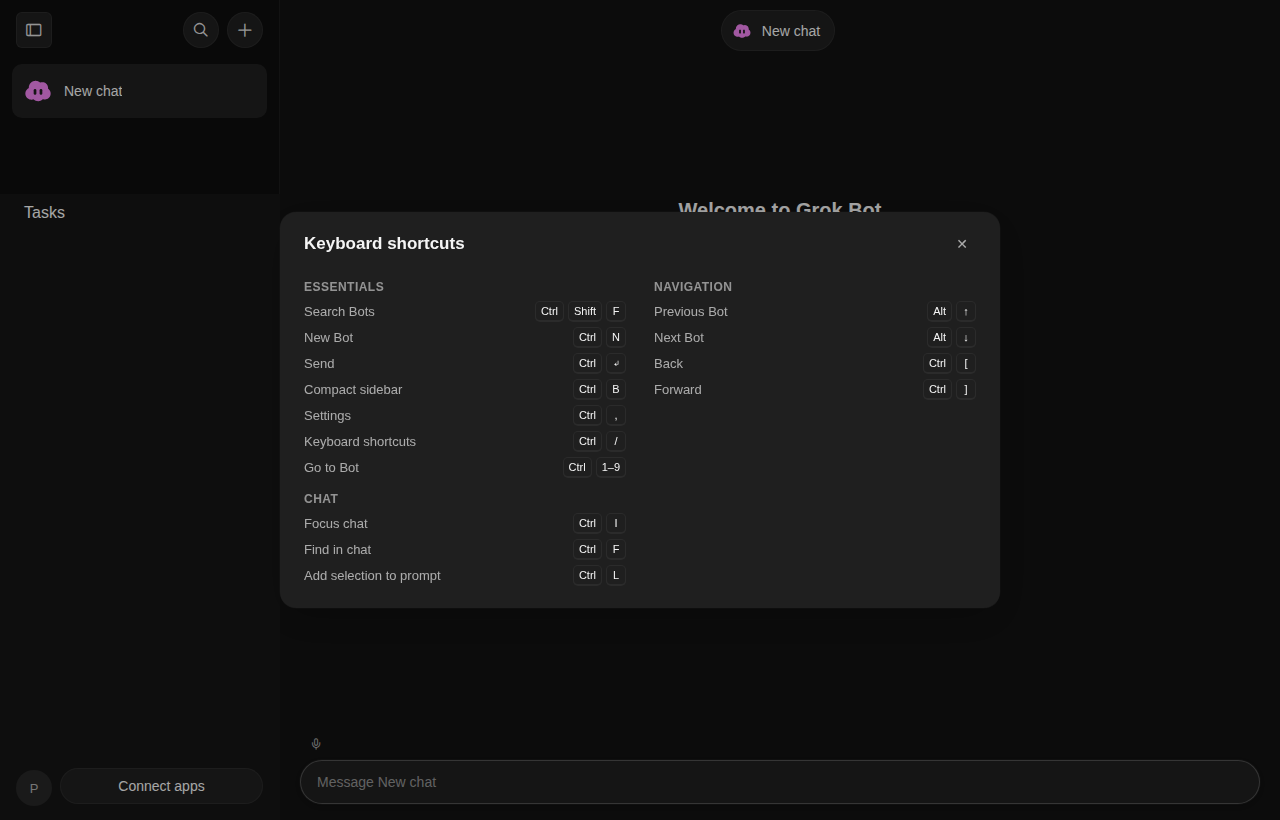 New chat
New chat
Tasks
Welcome to Grok Bot
Keyboard shortcuts
ESSENTIALS
Search Bots Ctrl Shift F
New Bot Ctrl N
Send Ctrl ↲
Compact sidebar Ctrl B
Settings Ctrl ,
Keyboard shortcuts Ctrl /
Go to Bot Ctrl 1–9
CHAT
Focus chat Ctrl I
Find in chat Ctrl F
Add selection to prompt Ctrl L
NAVIGATION
Previous Bot Alt ↑
Next Bot Alt ↓
Back Ctrl [
Forward Ctrl ]
P
Connect apps
Message New chat